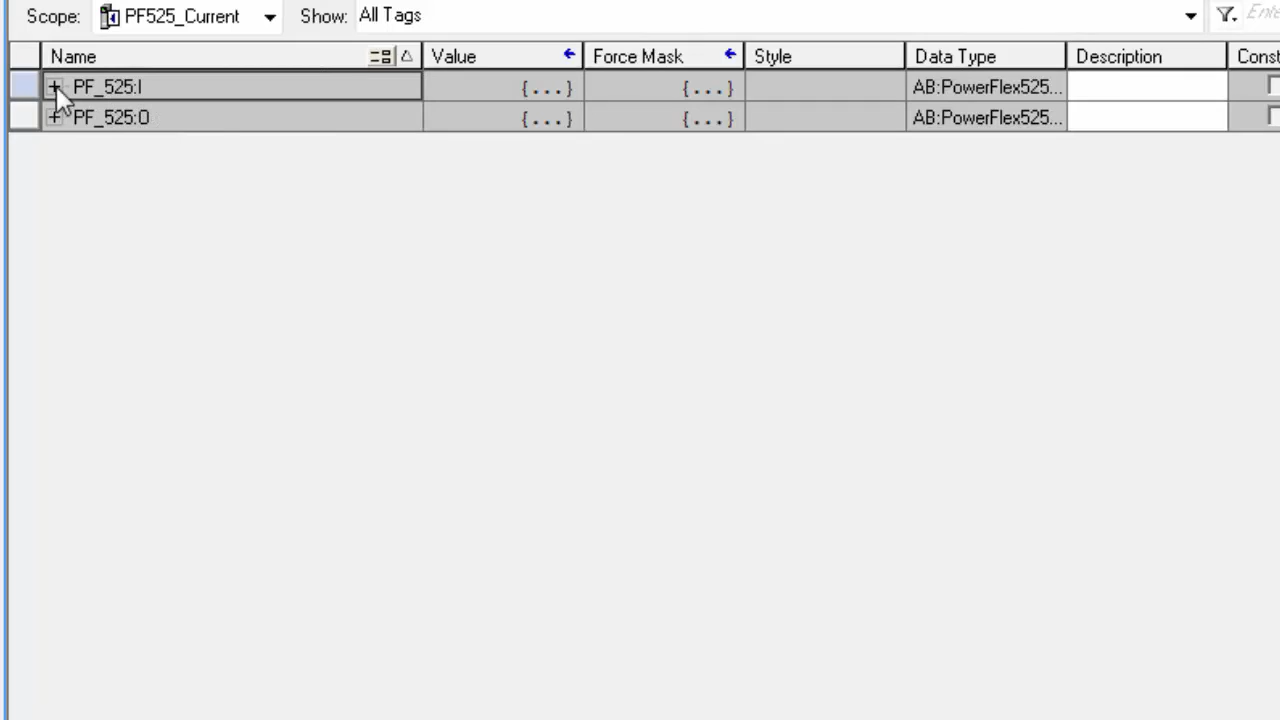 Scope: PF525_Current Show: All Tags
Name Value Force Mask Style Data Type Description
PF_525:I {...} {...} AB:PowerFlex525...
PF_525:O {...} {...} AB:PowerFlex525...